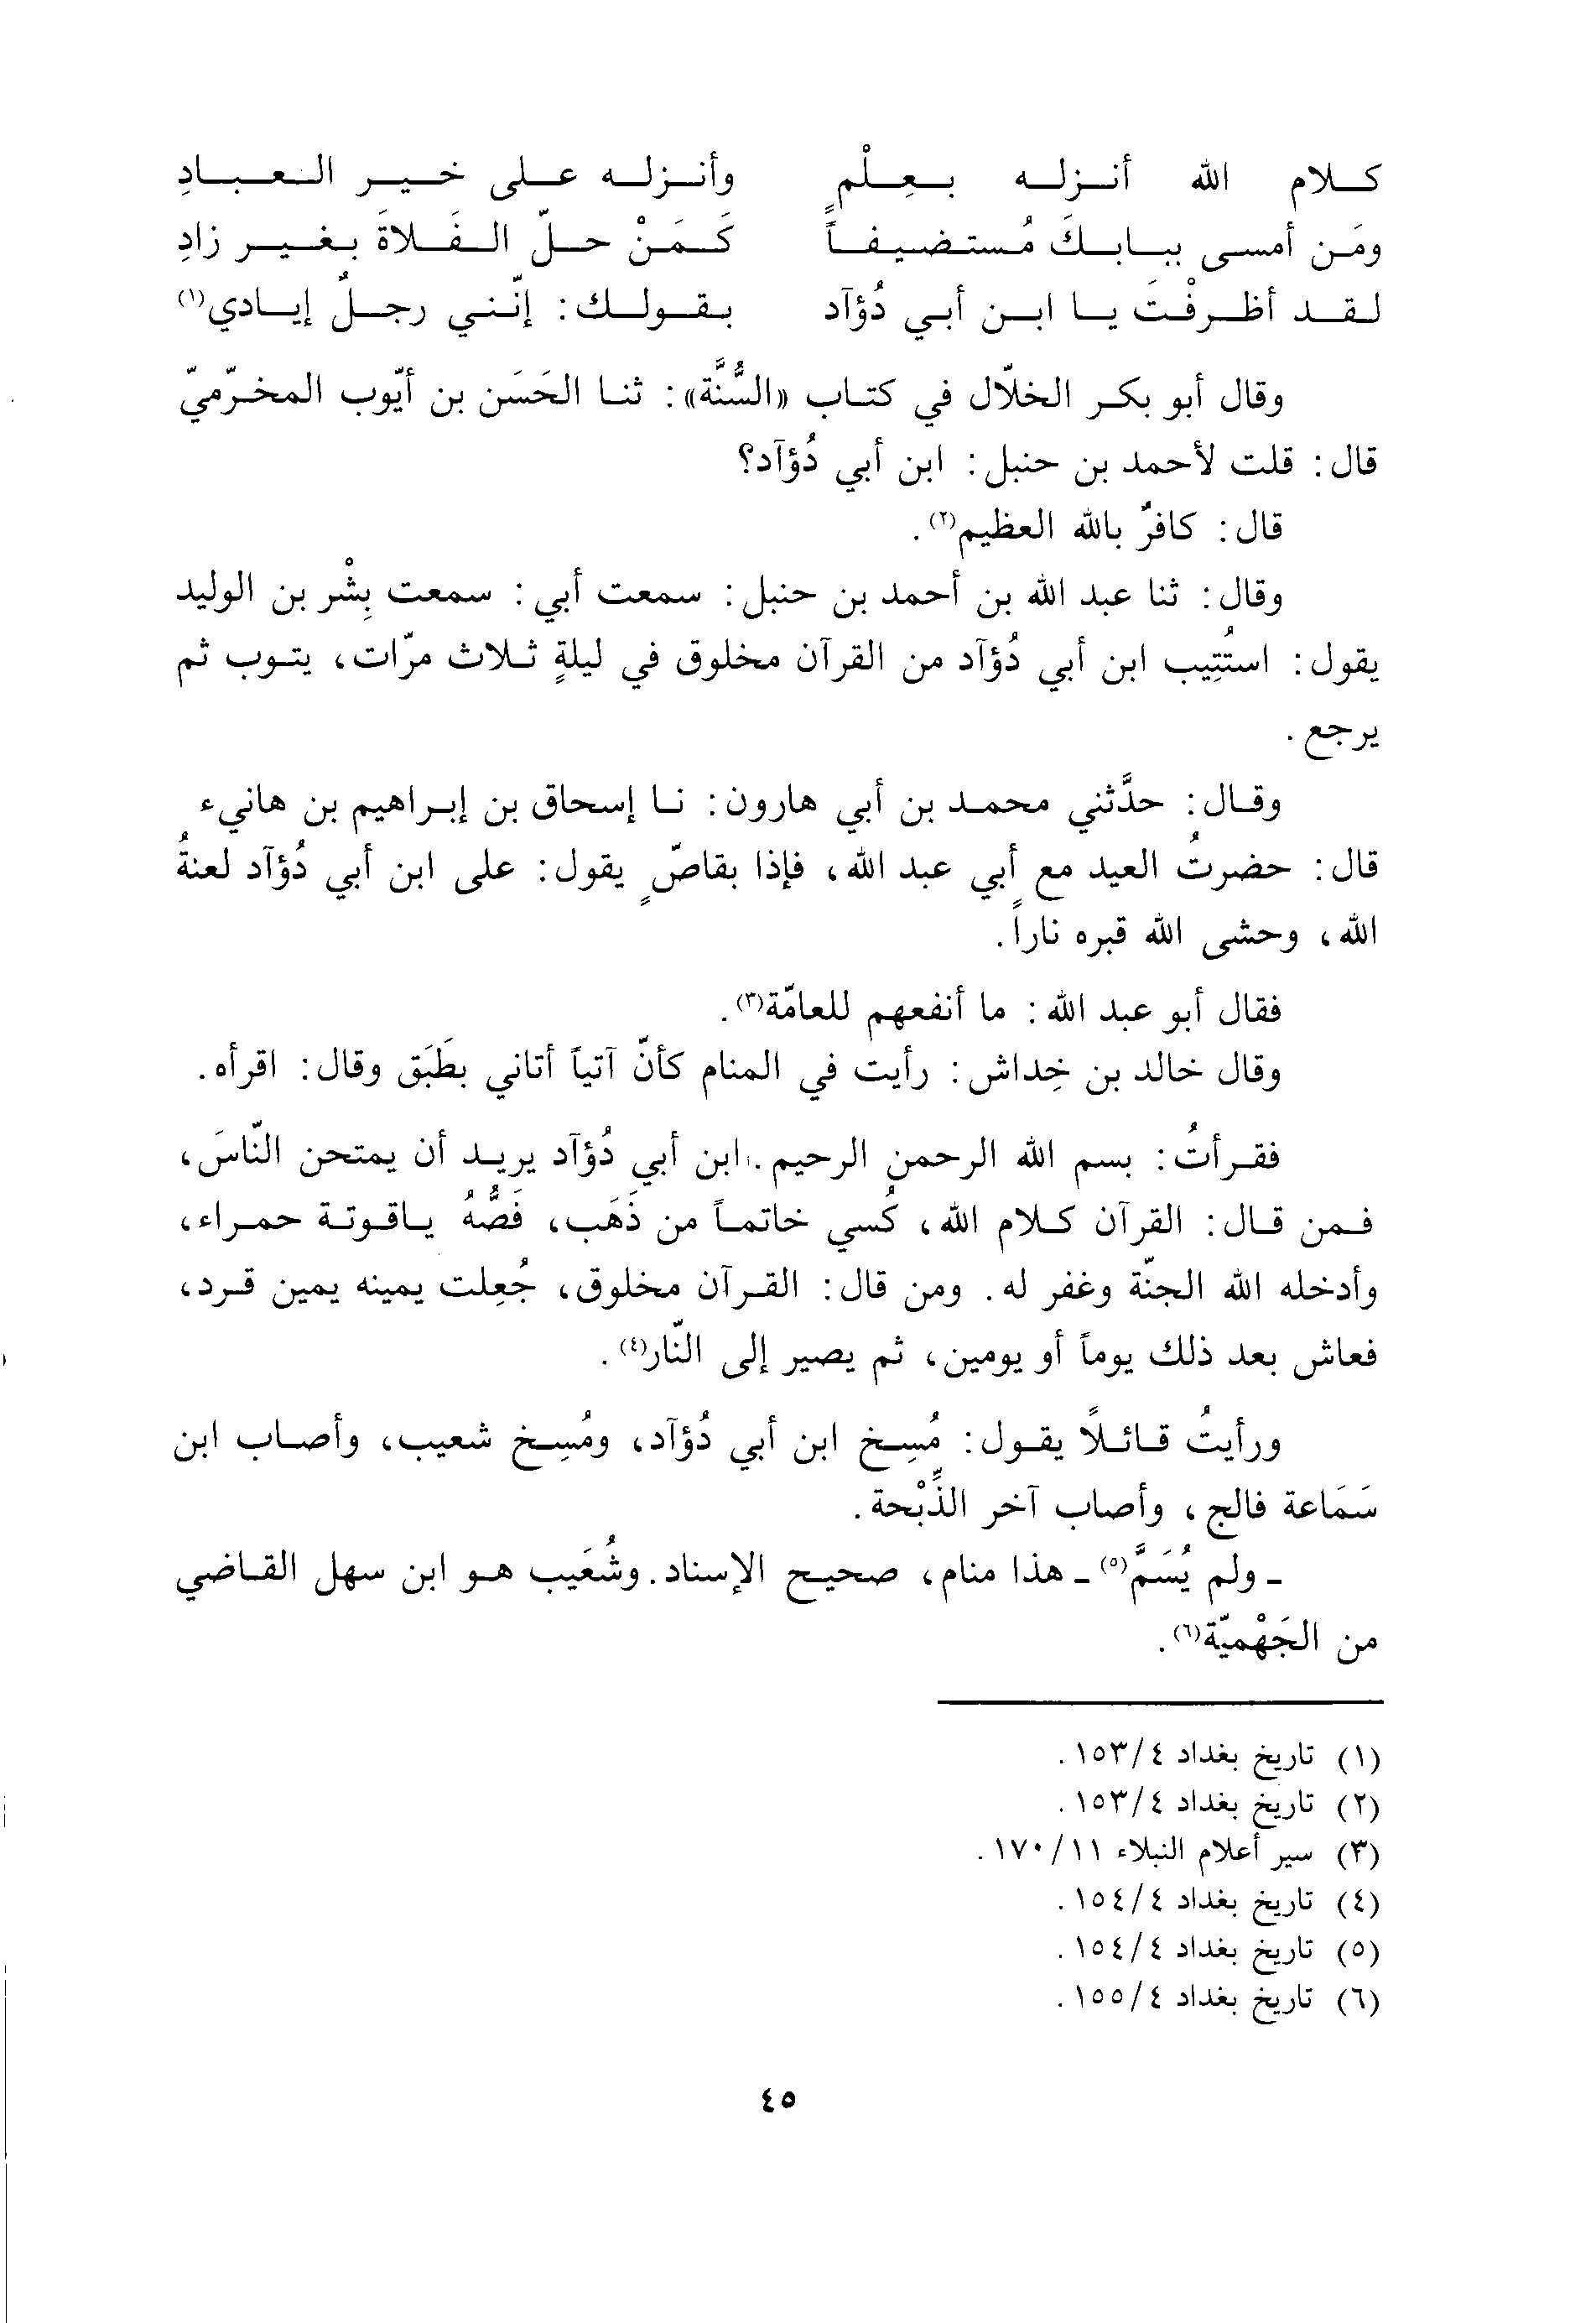 كلام الله أنزله بعِلْمٍ وأنزله على خير العبادِ
ومَن أمسى ببابكَ مُستضيفاً كَمَنْ حلّ الفَلاةَ بغير زادِ
لقد أظرفْتَ يا ابن أبي دُؤآد بقولك: إنّني رجلٌ إيادي(١)
وقال أبو بكر الخلاّل في كتاب «السُّنَّة»: ثنا الحَسَن بن أيّوب المخرّميّ
قال: قلت لأحمد بن حنبل: ابن أبي دُؤآد؟
قال: كافرٌ بالله العظيم(٢).
وقال: ثنا عبد الله بن أحمد بن حنبل: سمعت أبي: سمعت بِشْر بن الوليد
يقول: استُتِيب ابن أبي دُؤآد من القرآن مخلوق في ليلةٍ ثلاث مرّات، يتوب ثم
يرجع.
وقال: حدَّثني محمد بن أبي هارون: نا إسحاق بن إبراهيم بن هانيء
قال: حضرتُ العيد مع أبي عبد الله، فإذا بقاصٍّ يقول: على ابن أبي دُؤآد لعنةُ
الله، وحشى الله قبره ناراً.
فقال أبو عبد الله: ما أنفعهم للعامّة(٣).
وقال خالد بن خِداش: رأيت في المنام كأنّ آتياً أتاني بطَبَق وقال: اقرأه.
فقرأتُ: بسم الله الرحمن الرحيم. ابن أبي دُؤآد يريد أن يمتحن النّاسَ،
فمن قال: القرآن كلام الله، كُسي خاتماً من ذَهَب، فَصُّهُ ياقوتة حمراء،
وأدخله الله الجنّة وغفر له. ومن قال: القرآن مخلوق، جُعِلت يمينه يمين قرد،
فعاش بعد ذلك يوماً أو يومين، ثم يصير إلى النّار(٤).
ورأيتُ قائلاً يقول: مُسِخ ابن أبي دُؤآد، ومُسِخ شعيب، وأصاب ابن
سَمَاعة فالج، وأصاب آخر الذِّبْحة.
ـ ولم يُسَمَّ(٥) ـ هذا منام، صحيح الإسناد. وشُعَيب هو ابن سهل القاضي
من الجَهْميّة(٦).
(١) تاريخ بغداد ٤/١٥٣.
(٢) تاريخ بغداد ٤/١٥٣.
(٣) سير أعلام النبلاء ١١/١٧٠.
(٤) تاريخ بغداد ٤/١٥٤.
(٥) تاريخ بغداد ٤/١٥٤.
(٦) تاريخ بغداد ٤/١٥٥.
٤٥